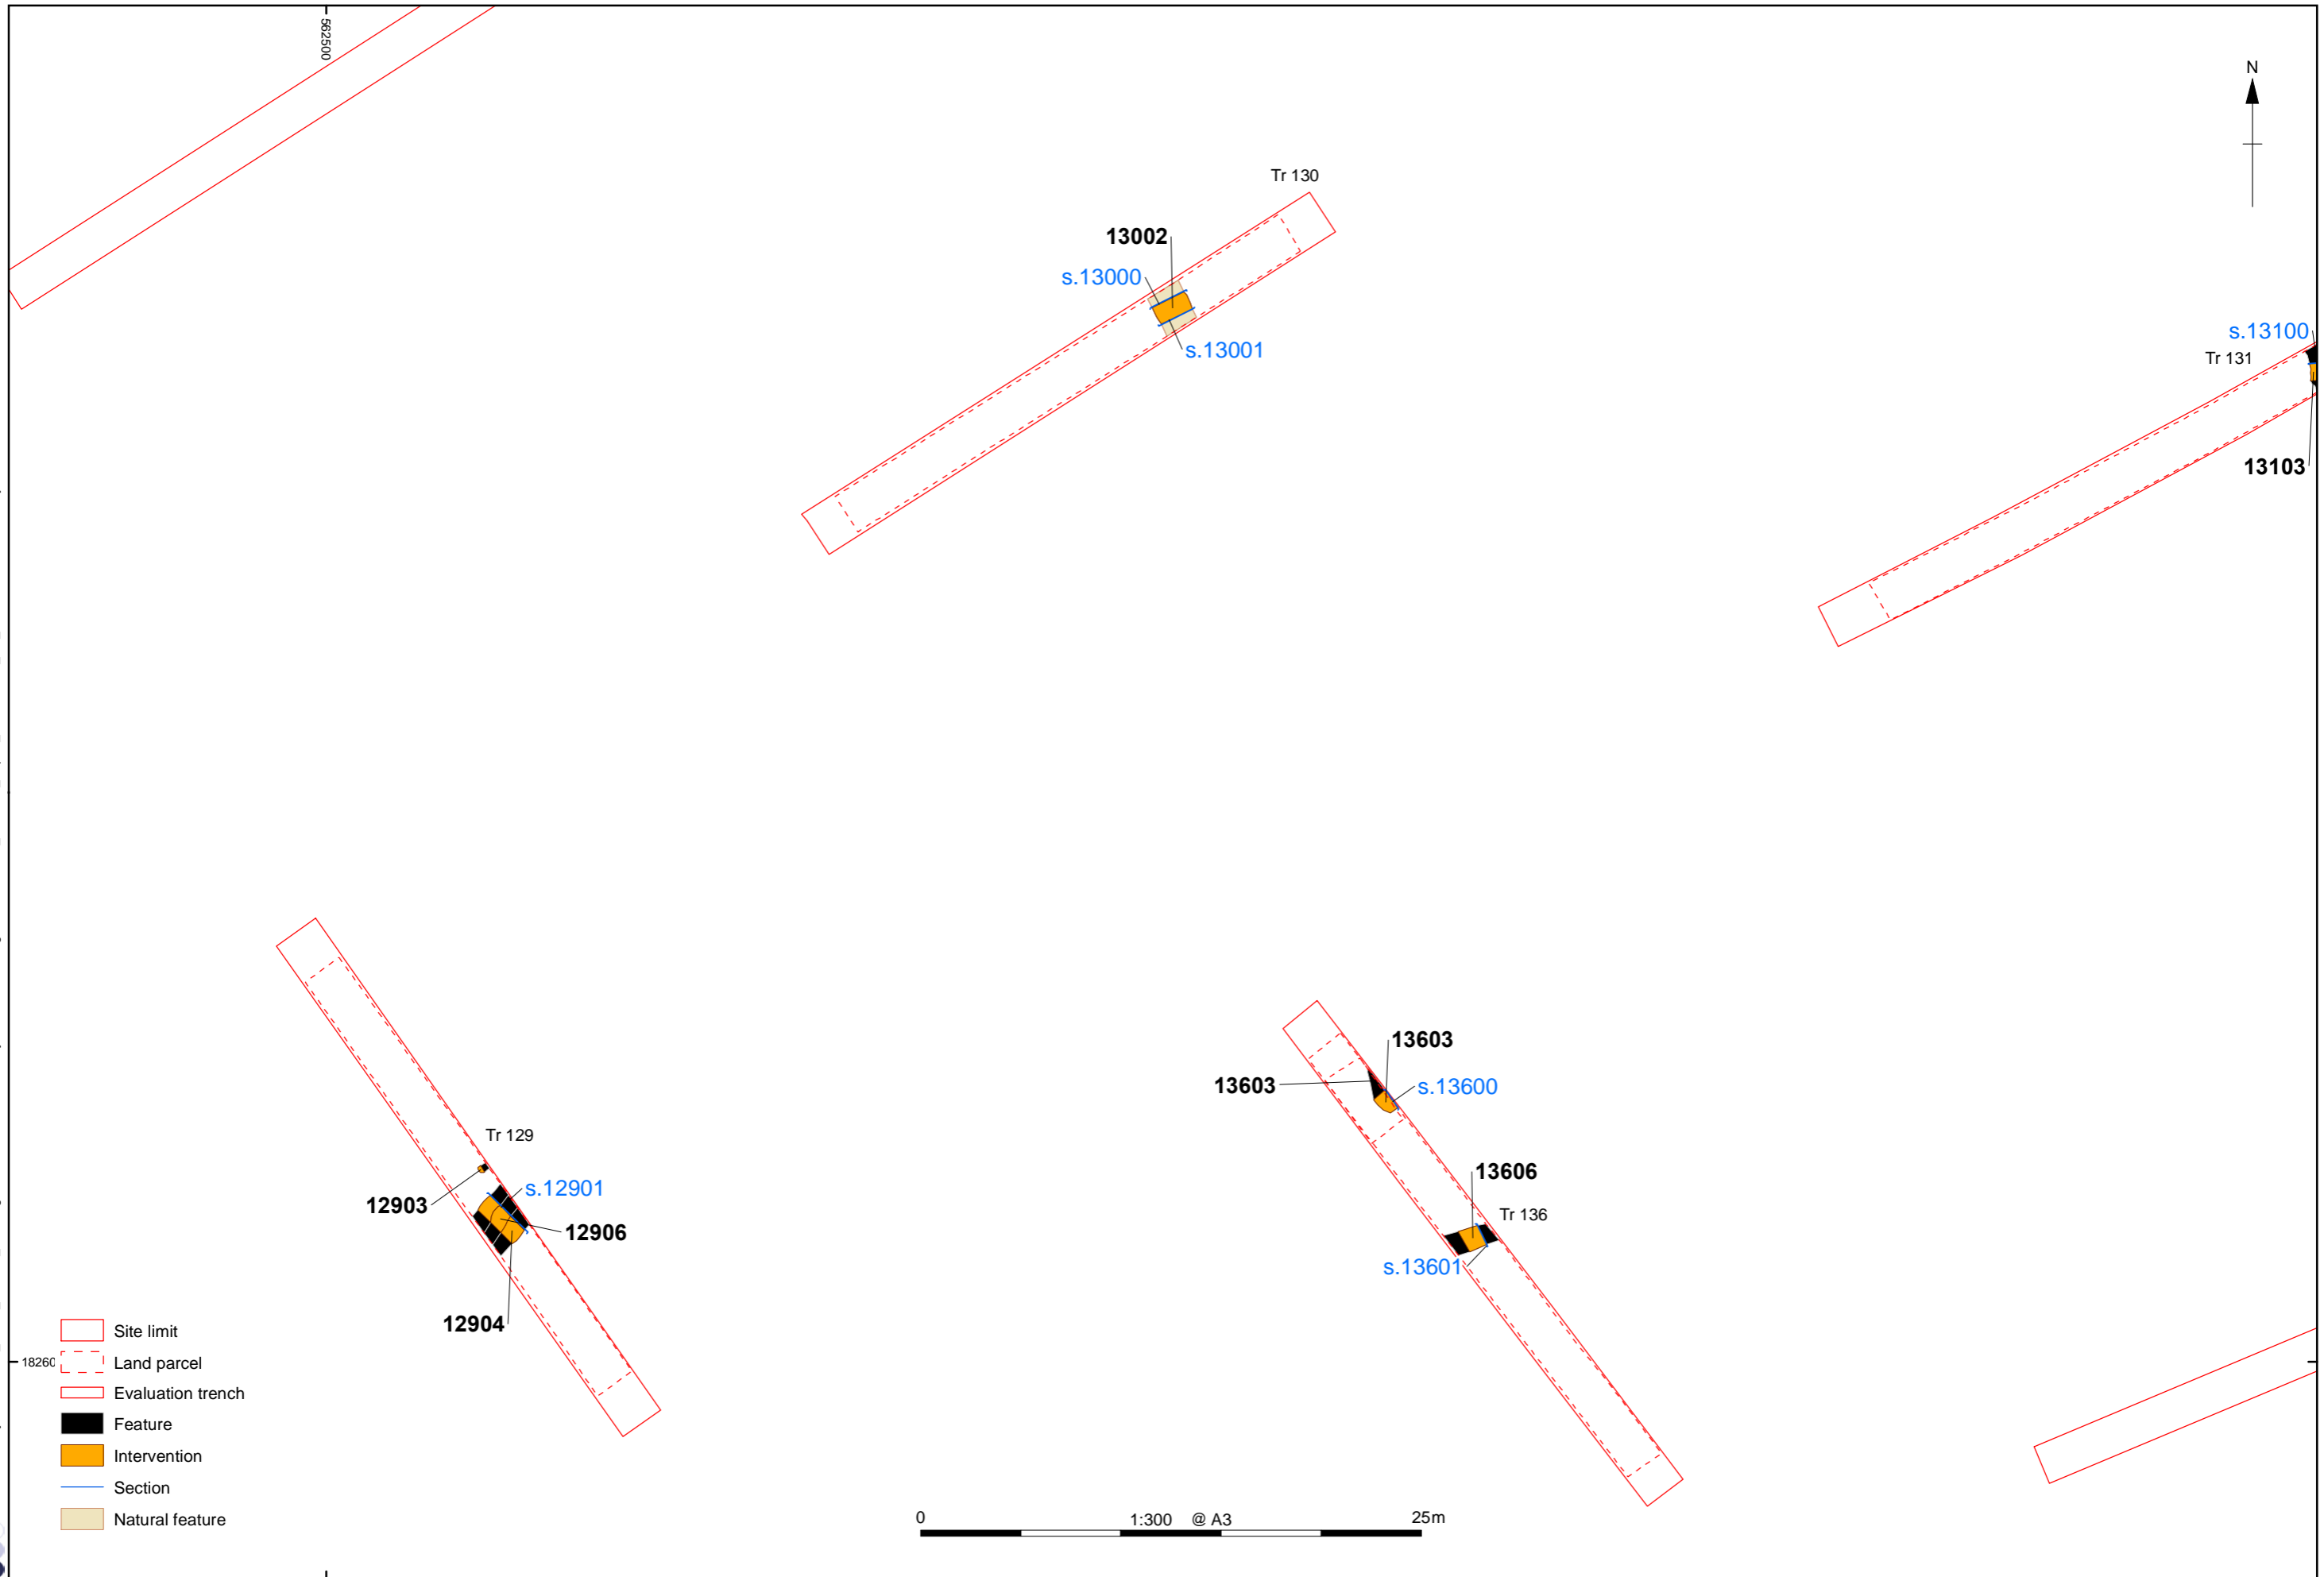 562500
N
Tr 130
13002
s.13000
s.13001
s.13100
Tr 131
13103
13603
13603
s.13600
Tr 129
s.12901
12903
12906
13606
Tr 136
s.13601
12904
Site limit
18260
Land parcel
Evaluation trench
Feature
Intervention
Section
Natural feature
0 1:300 @ A3 25m